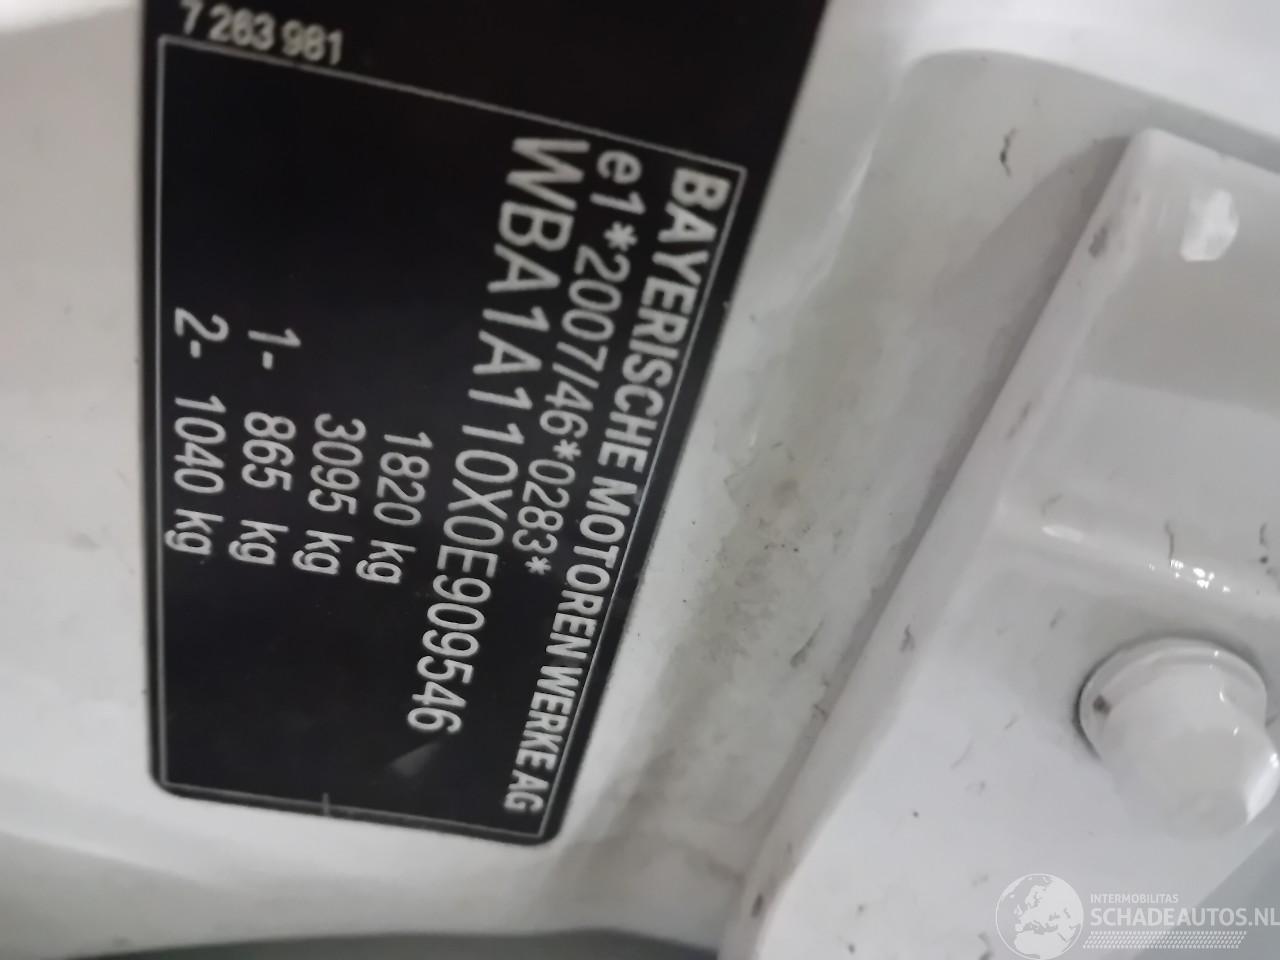 7 263 981
BAYERISCHE MOTOREN WERKE AG
e1*2007/46*0283*
WBA1A110X0E909546
1820 kg
3095 kg
1- 865 kg
2- 1040 kg
INTERMOBILITAS
SCHADEAUTOS.NL